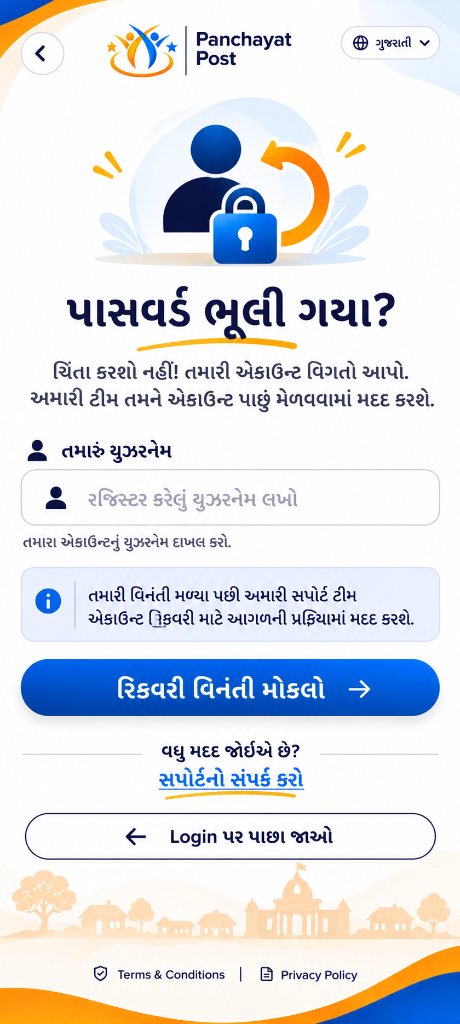 Panchayat
Post
ગુજરાતી
પાસવર્ડ ભૂલી ગયા?
ચિંતા કરશો નહીં! તમારી એકાઉન્ટ વિગતો આપો.
અમારી ટીમ તમને એકાઉન્ટ પાછું મેળવવામાં મદદ કરશે.
તમારું યુઝરનેમ
રજિસ્ટર કરેલું યુઝરનેમ લખો
તમારા એકાઉન્ટનું યુઝરનેમ દાખલ કરો.
તમારી વિનંતી મળ્યા પછી અમારી સપોર્ટ ટીમ
એકાઉન્ટ માટે આગળની પ્રક્રિયામાં મદદ કરશે.
રિકવરી વિનંતી મોકલો
વધુ મદદ જોઈએ છે?
સપોર્ટનો સંપર્ક કરો
Login પર પાછા જાઓ
Terms & Conditions | Privacy Policy